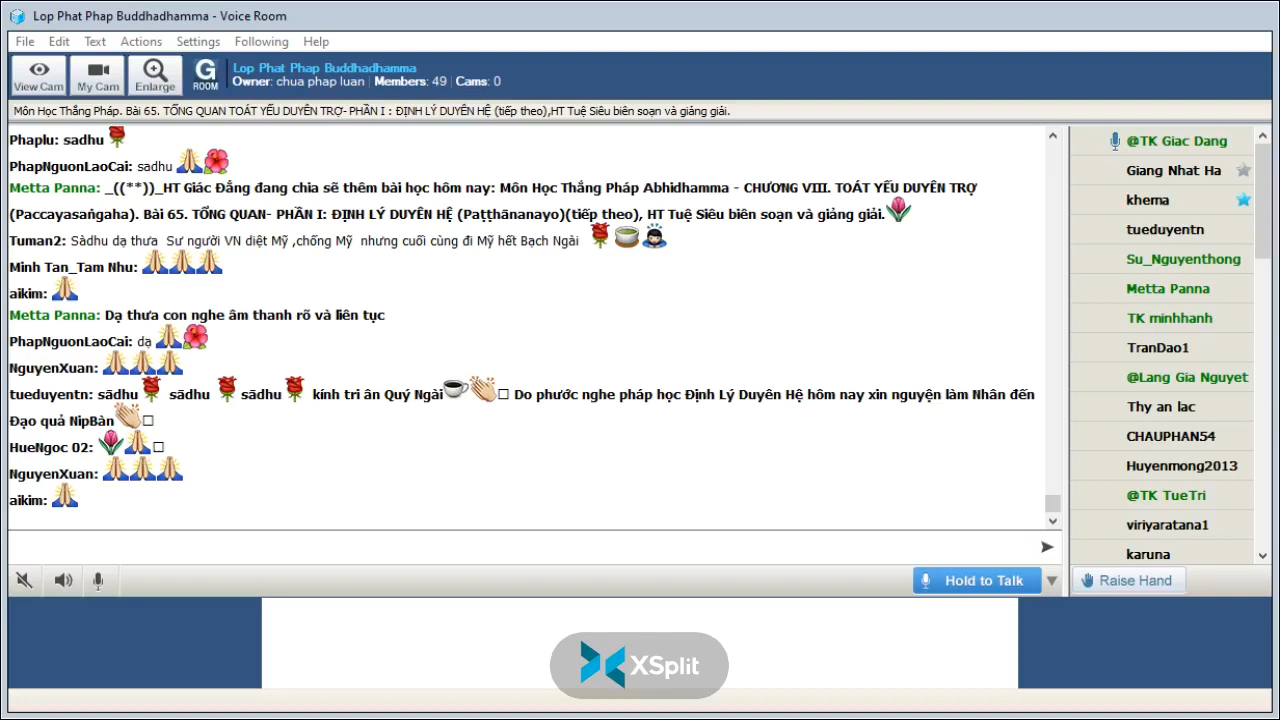 Lop Phat Phap Buddhadhamma - Voice Room
File Edit Text Actions Settings Following Help
View Cam My Cam Enlarge G ROOM
Lop Phat Phap Buddhadhamma
Owner: chua phap luan | Members: 49 | Cams: 0
Môn Học Thắng Pháp. Bài 65. TỔNG QUAN TOÁT YẾU DUYÊN TRỢ- PHẦN I : ĐỊNH LÝ DUYÊN HỆ (tiếp theo),HT Tuệ Siêu biên soạn và giảng giải.
Phaplu: sadhu
PhapNguonLaoCai: sadhu
Metta Panna: _((**))_HT Giác Đẳng đang chia sẽ thêm bài học hôm nay: Môn Học Thắng Pháp Abhidhamma - CHƯƠNG VIII. TOÁT YẾU DUYÊN TRỢ
(Paccayasaṅgaha). Bài 65. TỔNG QUAN- PHẦN I: ĐỊNH LÝ DUYÊN HỆ (Paṭṭhānanayo)(tiếp theo), HT Tuệ Siêu biên soạn và giảng giải.
Tuman2: Sàdhu dạ thưa Sư người VN diệt Mỹ ,chống Mỹ nhưng cuối cùng đi Mỹ hết Bạch Ngài
Minh Tan_Tam Nhu:
aikim:
Metta Panna: Dạ thưa con nghe âm thanh rõ và liên tục
PhapNguonLaoCai: dạ
NguyenXuan:
tueduyentn: sādhu sādhu sādhu kính tri ân Quý Ngài Do phước nghe pháp học Định Lý Duyên Hệ hôm nay xin nguyện làm Nhân đến
Đạo quả NipBàn
HueNgoc 02:
NguyenXuan:
aikim:
@TK Giac Dang
Giang Nhat Ha
khema
tueduyentn
Su_Nguyenthong
Metta Panna
TK minhhanh
TranDao1
@Lang Gia Nguyet
Thy an lac
CHAUPHAN54
Huyenmong2013
@TK TueTri
viriyaratana1
karuna
Hold to Talk
Raise Hand
XSplit